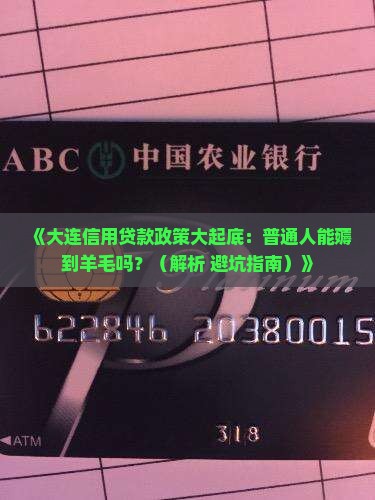 ABC 中国农业银行
《大连信用贷款政策大起底：普通人能薅
到羊毛吗？（解析 避坑指南）》
Platinum
622846 20380015
ATM
318